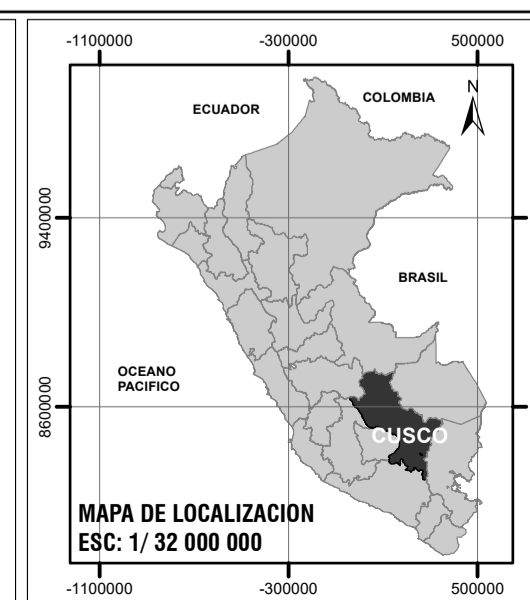 -1100000 -300000 500000
N
ECUADOR
COLOMBIA
9400000
BRASIL
OCEANO
PACIFICO
8600000
CUSCO
MAPA DE LOCALIZACION
ESC: 1/ 32 000 000
-1100000 -300000 500000